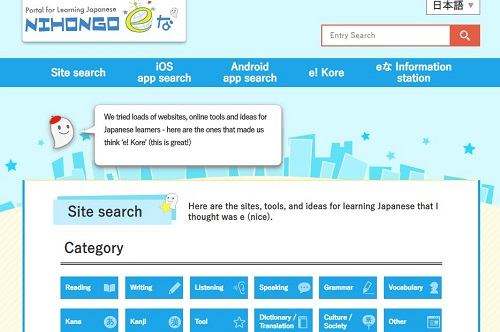 Portal for Learning Japanese
NIHONGO eな
日本語
Entry Search
Site search
iOS
app search
Android
app search
e! Kore
eな Information
station
We tried loads of websites, online tools and ideas for
Japanese learners - here are the ones that made us
think 'e! Kore' (this is great!)
Site search
Here are the sites, tools, and ideas for learning Japanese that I
thought was e (nice).
Category
Reading
Writing
Listening
Speaking
Grammar
Vocabulary
Kana
あ
Kanji
漢
Tool
Dictionary /
Translation
Culture /
Society
Other